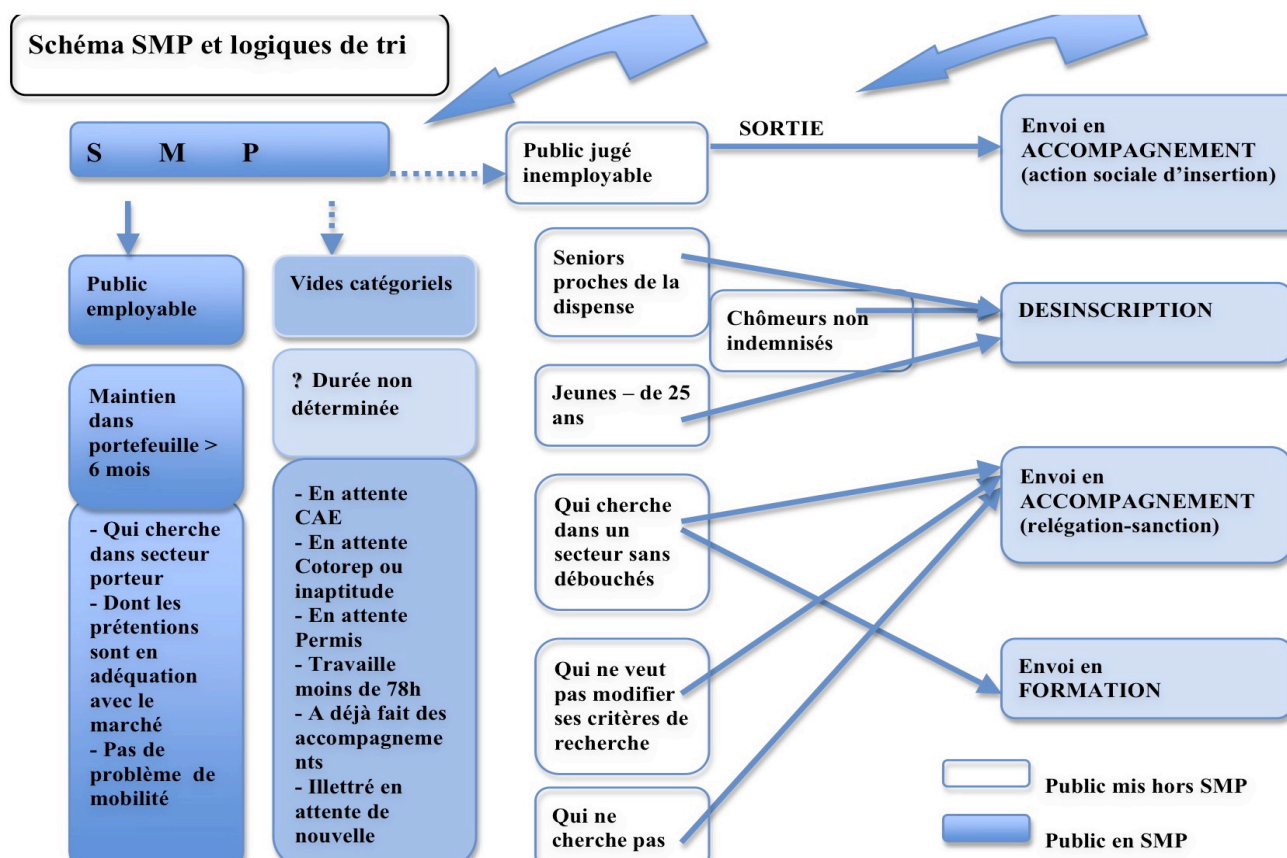 Schéma SMP et logiques de tri
S M P
Public
employable
Maintien
dans
portefeuille >
6 mois
- Qui cherche
dans secteur
porteur
- Dont les
prétentions
sont en
adéquation
avec le
marché
- Pas de
problème de
mobilité
Vides catégoriels
? Durée non
déterminée
- En attente
CAE
- En attente
Cotorep ou
inaptitude
- En attente
Permis
- Travaille
moins de 78h
- A déjà fait des
accompagneme
nts
- Illettré en
attente de
nouvelle
Public jugé
inemployable
SORTIE
Seniors
proches de la
dispense
Chômeurs non
indemnisés
Jeunes – de 25
ans
Qui cherche
dans un
secteur sans
débouchés
Qui ne veut
pas modifier
ses critères de
recherche
Qui ne
cherche pas
Envoi en
ACCOMPAGNEMENT
(action sociale d’insertion)
DESINSCRIPTION
Envoi en
ACCOMPAGNEMENT
(relégation-sanction)
Envoi en
FORMATION
Public mis hors SMP
Public en SMP